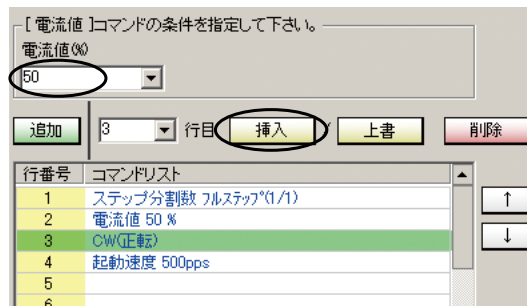 [ 電流値 ]コマンドの条件を指定して下さい。
電流値(%)
50
追加 3 行目 挿入 / 上書 削除
行番号 コマンドリスト
1 ステップ分割数 フルステップ(1/1)
2 電流値 50 %
3 CW(正転)
4 起動速度 500pps
5
6
↑
↓